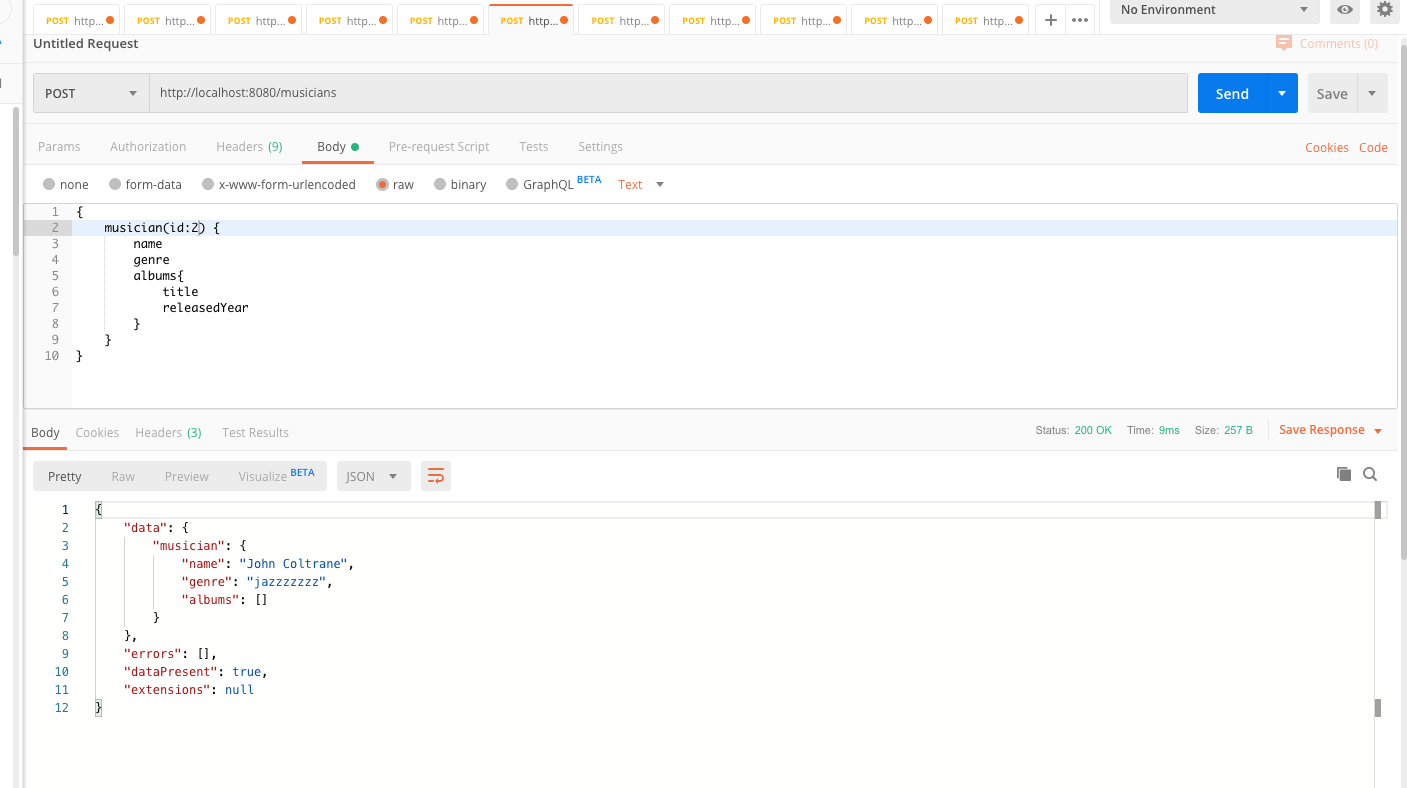 POST http... POST http... POST http... POST http... POST http... POST http... POST http... POST http... POST http... POST http... POST http... + ••• No Environment
Untitled Request Comments (0)
POST http://localhost:8080/musicians Send Save
Params Authorization Headers (9) Body Pre-request Script Tests Settings Cookies Code
none form-data x-www-form-urlencoded raw binary GraphQL BETA Text
1 {
2 musician(id:2) {
3 name
4 genre
5 albums{
6 title
7 releasedYear
8 }
9 }
10 }
Body Cookies Headers (3) Test Results Status: 200 OK Time: 9ms Size: 257 B Save Response
Pretty Raw Preview Visualize BETA JSON
1 {
2 "data": {
3 "musician": {
4 "name": "John Coltrane",
5 "genre": "jazzzzzzz",
6 "albums": []
7 }
8 },
9 "errors": [],
10 "dataPresent": true,
11 "extensions": null
12 }